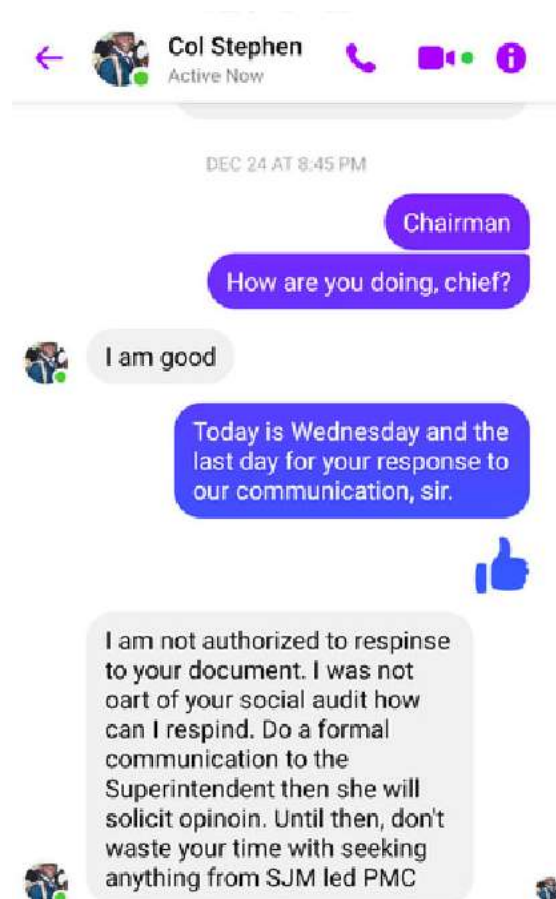 Col Stephen
Active Now
DEC 24 AT 8:45 PM
Chairman
How are you doing, chief?
I am good
Today is Wednesday and the
last day for your response to
our communication, sir.
I am not authorized to respinse
to your document. I was not
oart of your social audit how
can I respind. Do a formal
communication to the
Superintendent then she will
solicit opinoin. Until then, don't
waste your time with seeking
anything from SJM led PMC